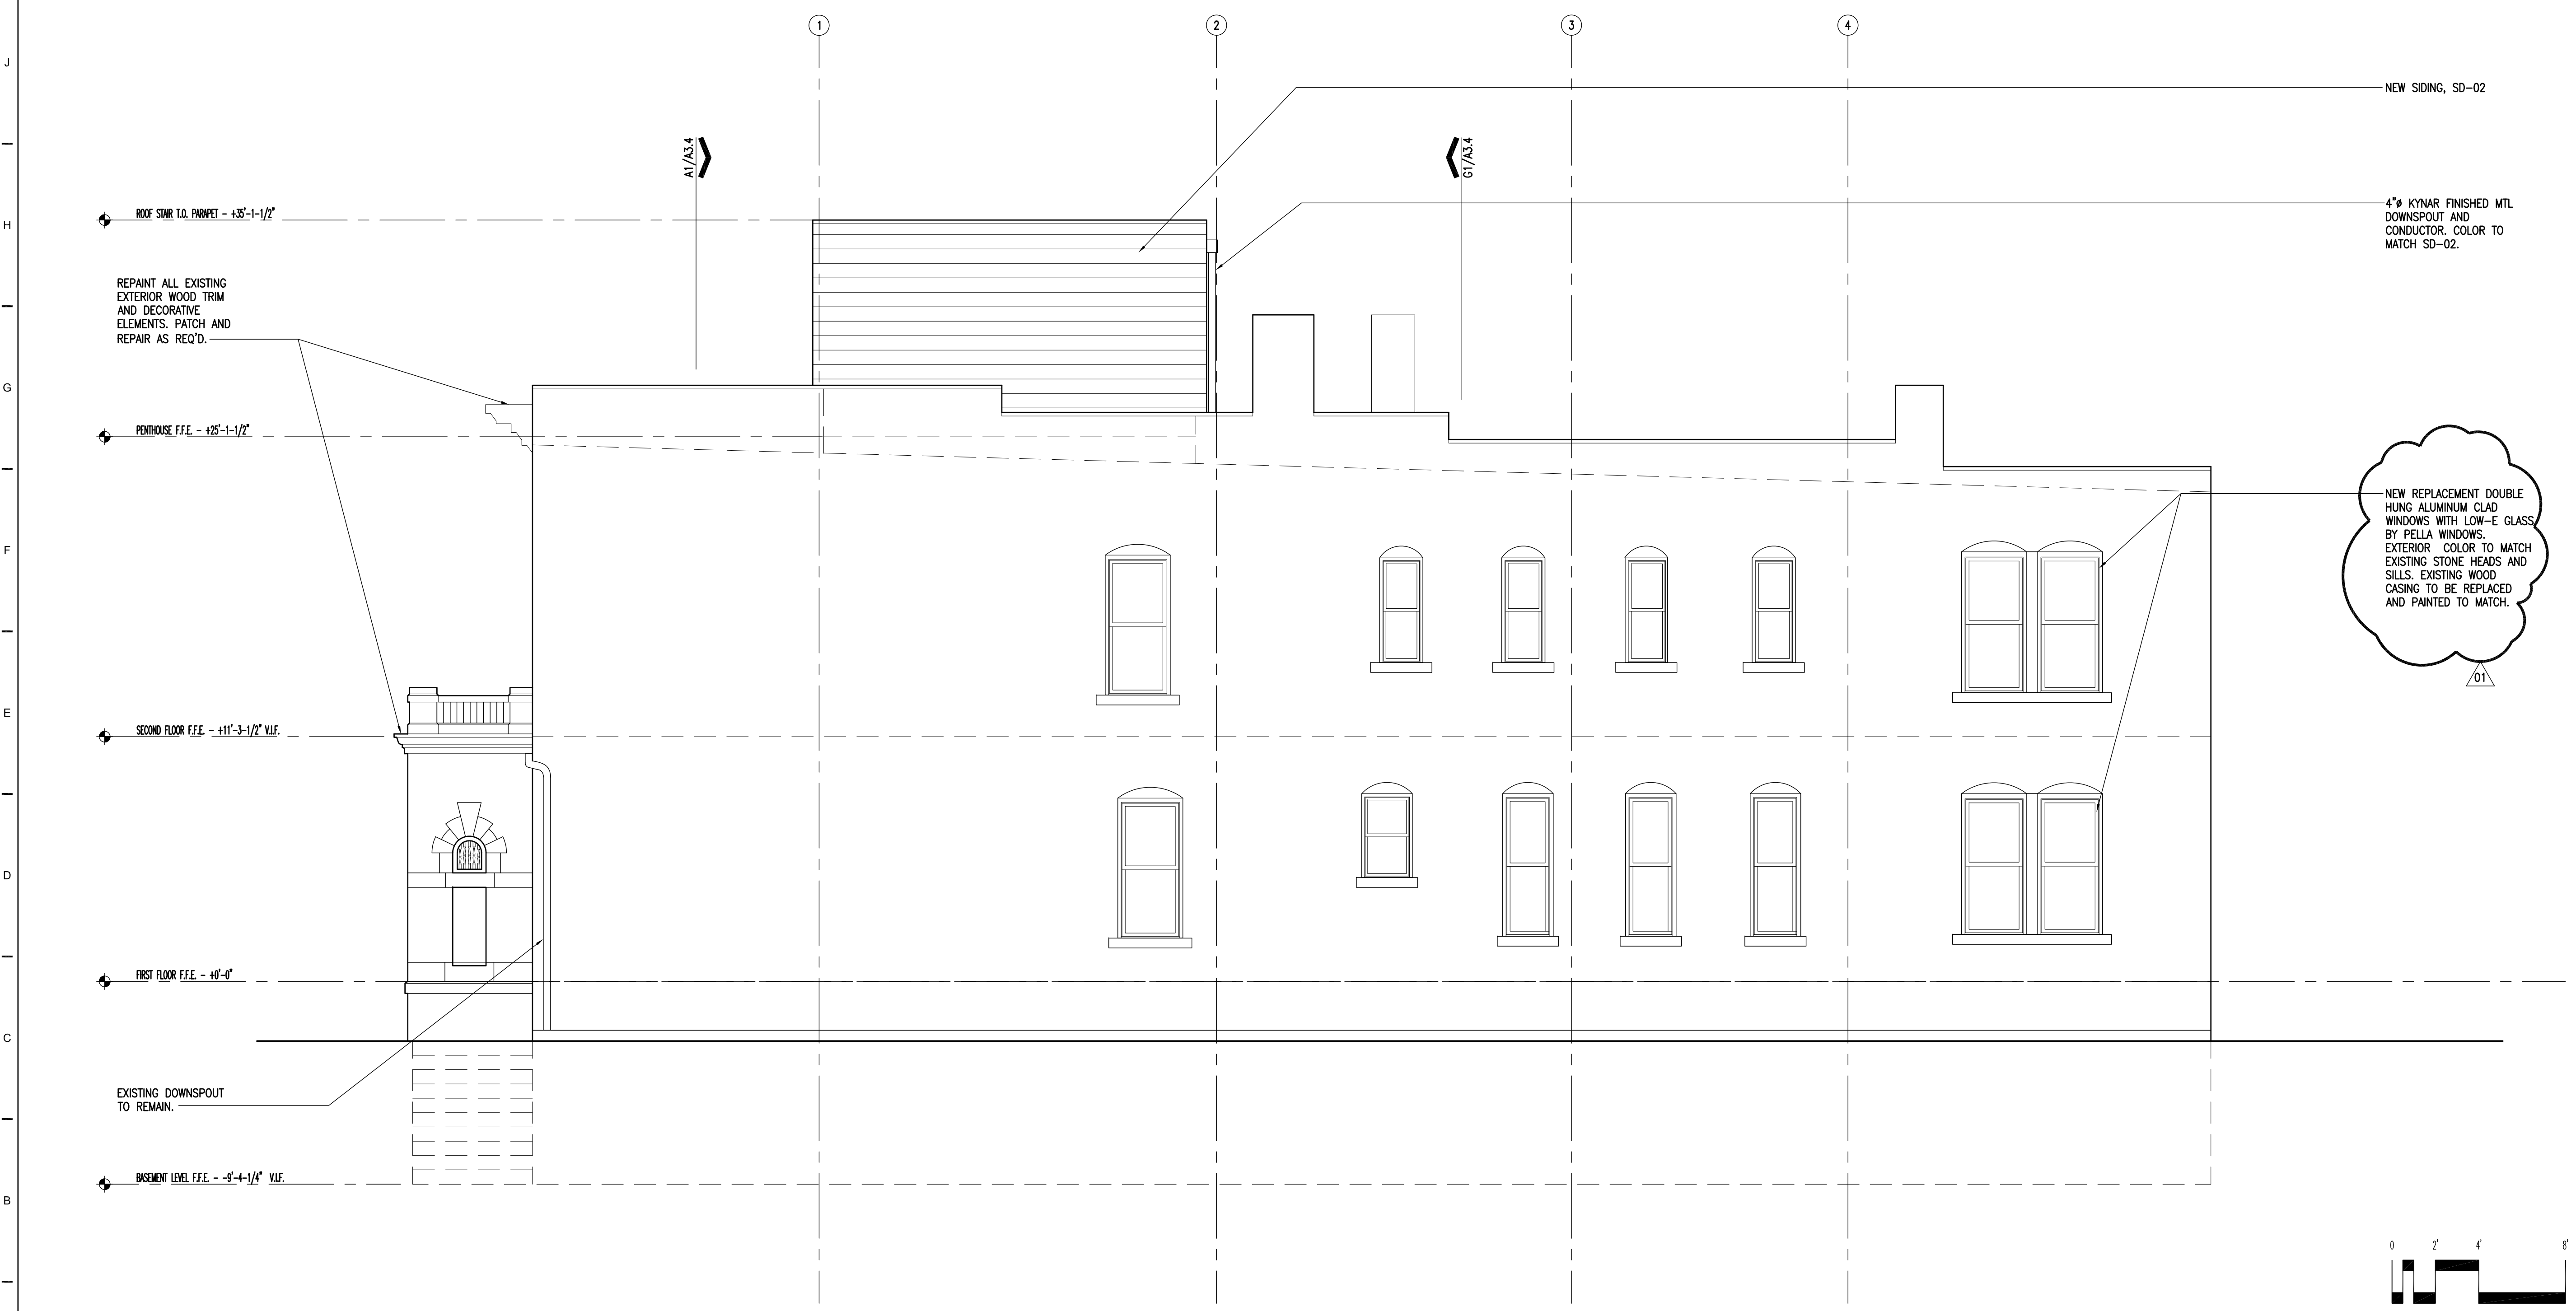 1
2
3
4
J
H
G
F
E
D
C
B
NEW SIDING, SD-02
A1/A3.4
G1/A3.4
4"ø KYNAR FINISHED MTL
DOWNSPOUT AND
CONDUCTOR. COLOR TO
MATCH SD-02.
ROOF STAIR T.O. PARAPET - +35'-1-1/2"
REPAINT ALL EXISTING
EXTERIOR WOOD TRIM
AND DECORATIVE
ELEMENTS. PATCH AND
REPAIR AS REQ'D.
PENTHOUSE F.F.E. - +25'-1-1/2"
NEW REPLACEMENT DOUBLE
HUNG ALUMINUM CLAD
WINDOWS WITH LOW-E GLASS
BY PELLA WINDOWS.
EXTERIOR COLOR TO MATCH
EXISTING STONE HEADS AND
SILLS. EXISTING WOOD
CASING TO BE REPLACED
AND PAINTED TO MATCH.
01
SECOND FLOOR F.F.E. - +11'-3-1/2" V.I.F.
FIRST FLOOR F.F.E. - +0'-0"
EXISTING DOWNSPOUT
TO REMAIN.
BASEMENT LEVEL F.F.E. - -9'-4-1/4" V.I.F.
0 2' 4' 8'